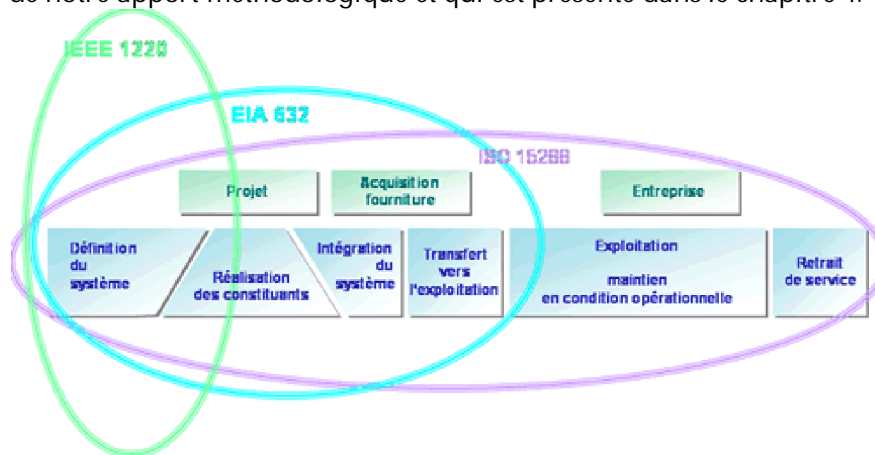 de notre apport méthodologique et qui est présenté dans le chapitre
IEEE 1220
EIA 632
ISO 15288
Projet
Acquisition
fourniture
Entreprise
Définition
du
système
Réalisation
des constituants
Intégration
du
système
Transfert
vers
l'exploitation
Exploitation
maintien
en condition opérationnelle
Retrait
de service